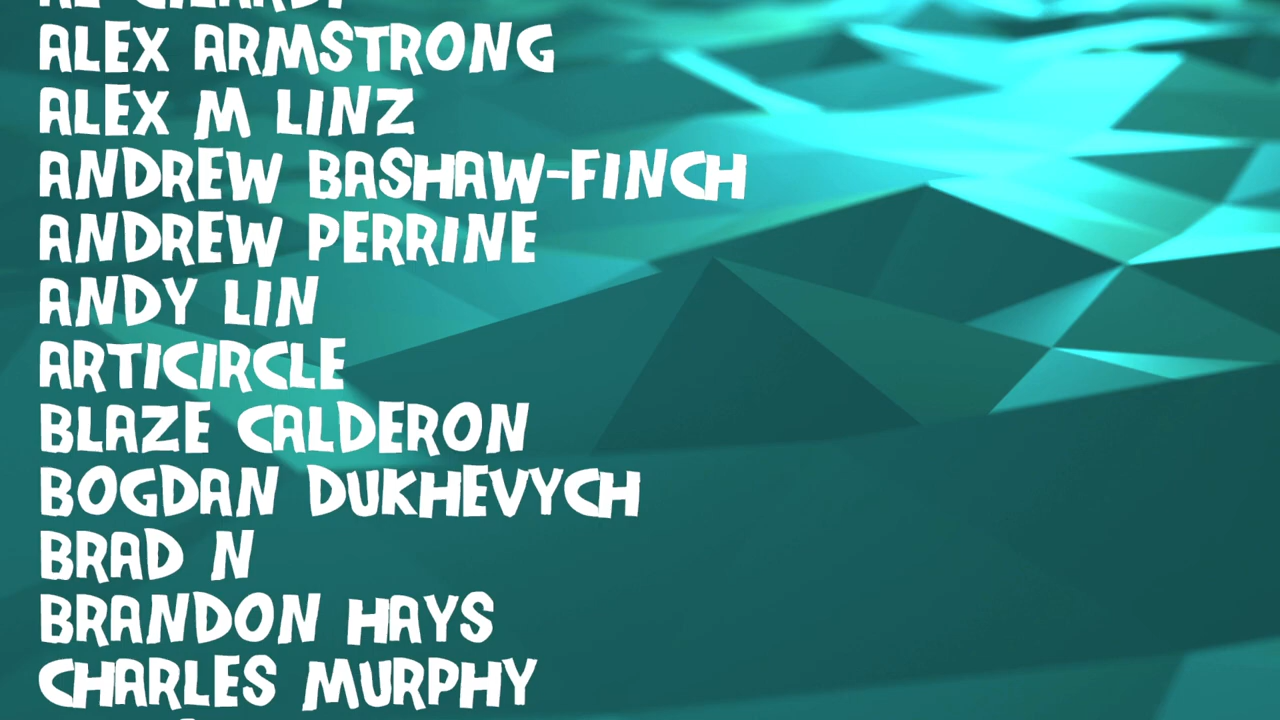 ALEX ARMSTRONG
ALEX M LINZ
ANDREW BASHAW-FINCH
ANDREW PERRINE
ANDY LIN
ARTICIRCLE
BLAZE CALDERON
BOGDAN DUKHEVYCH
BRAD N
BRANDON HAYS
CHARLES MURPHY